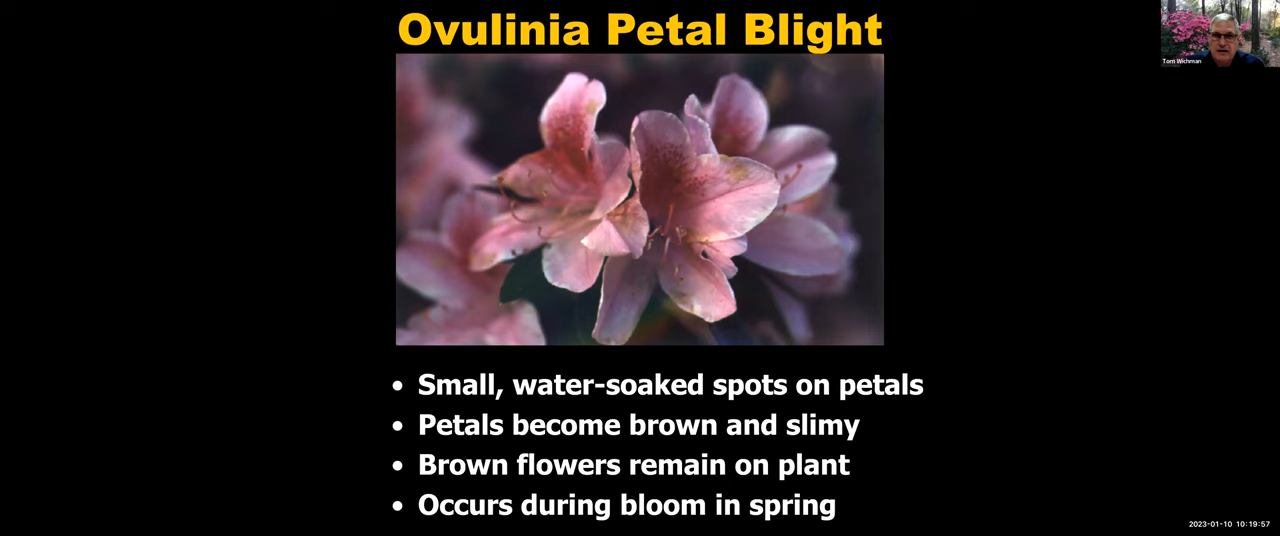 Ovulinia Petal Blight
Tom Wichman
• Small, water-soaked spots on petals
• Petals become brown and slimy
• Brown flowers remain on plant
• Occurs during bloom in spring
2023-01-10 10:19:57